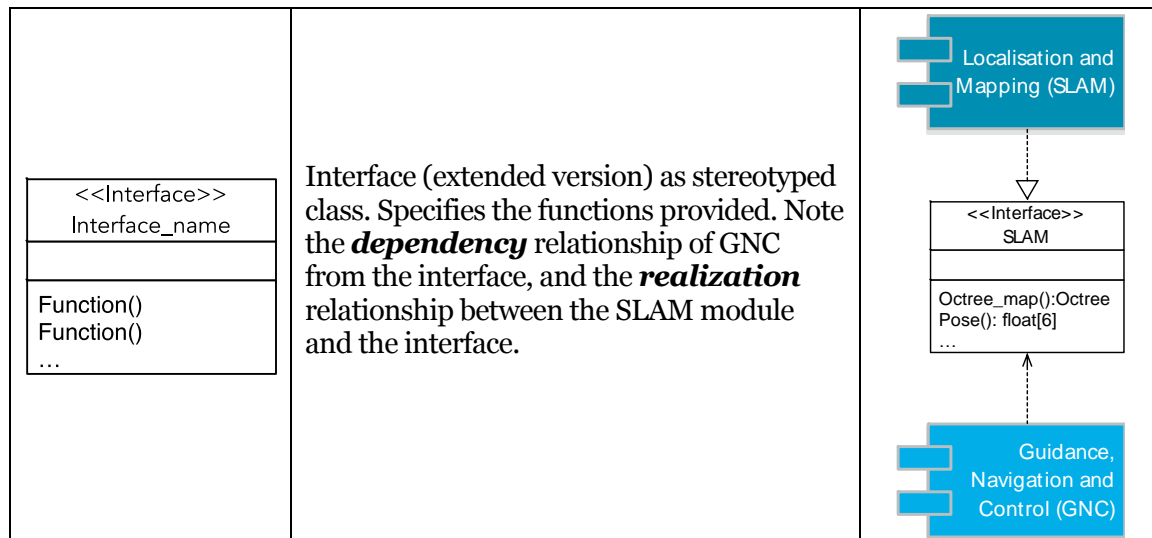 <<Interface>>
Interface_name
Function()
Function()
...
Interface (extended version) as stereotyped
class. Specifies the functions provided. Note
the dependency relationship of GNC
from the interface, and the realization
relationship between the SLAM module
and the interface.
Localisation and
Mapping (SLAM)
<<Interface>>
SLAM
Octree_map():Octree
Pose(): float[6]
...
Guidance,
Navigation and
Control (GNC)